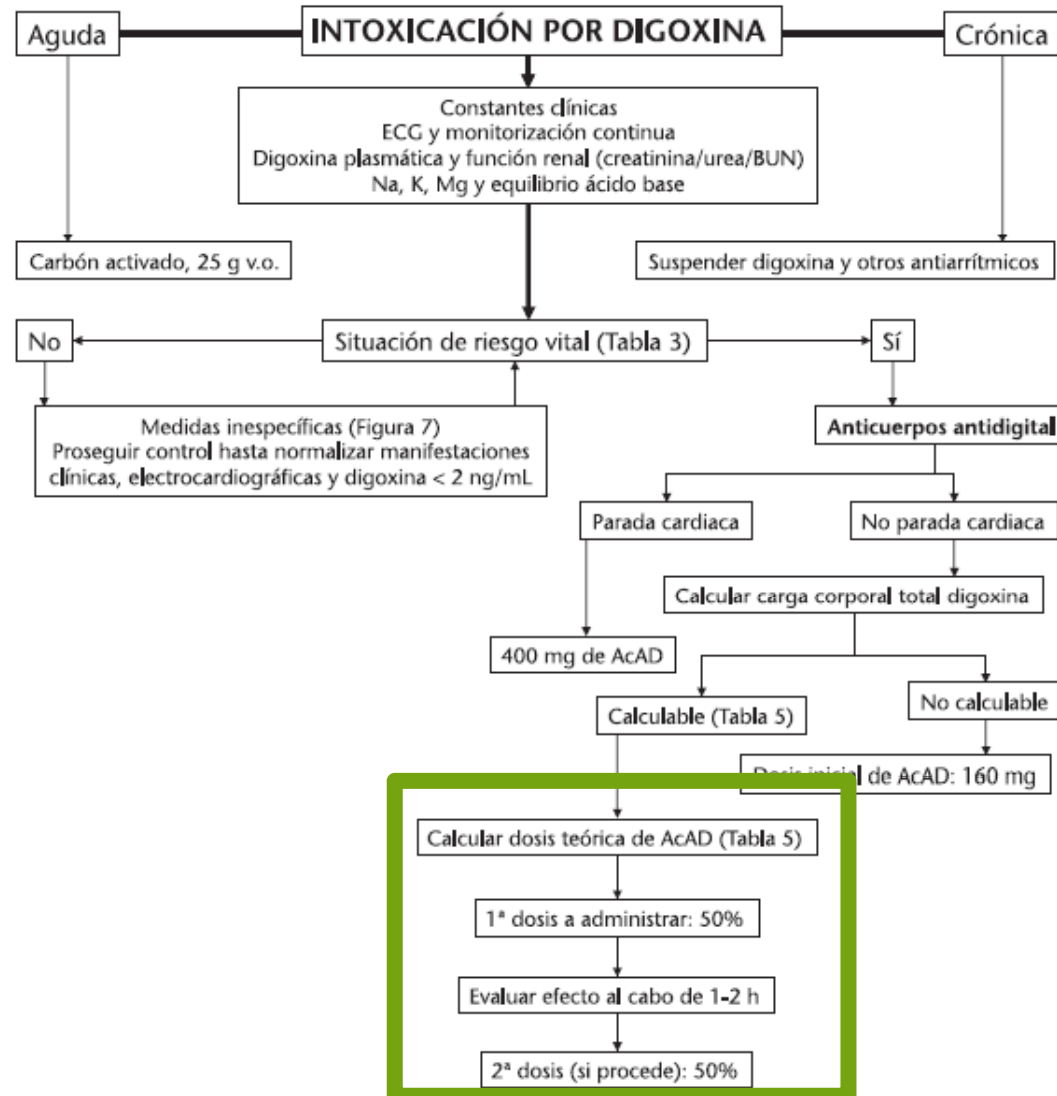 Aguda
INTOXICACIÓN POR DIGOXINA
Crónica
Constantes clínicas
ECG y monitorización continua
Digoxina plasmática y función renal (creatinina/urea/BUN)
Na, K, Mg y equilibrio ácido base
Carbón activado, 25 g v.o.
Suspender digoxina y otros antiarrítmicos
No
Situación de riesgo vital (Tabla 3)
Sí
Medidas inespecíficas (Figura 7)
Proseguir control hasta normalizar manifestaciones
clínicas, electrocardiográficas y digoxina < 2 ng/mL
Anticuerpos antidigital
Parada cardiaca
No parada cardiaca
Calcular carga corporal total digoxina
400 mg de AcAD
Calculable (Tabla 5)
No calculable
Dosis inicial de AcAD: 160 mg
Calcular dosis teórica de AcAD (Tabla 5)
1ª dosis a administrar: 50%
Evaluar efecto al cabo de 1-2 h
2ª dosis (si procede): 50%